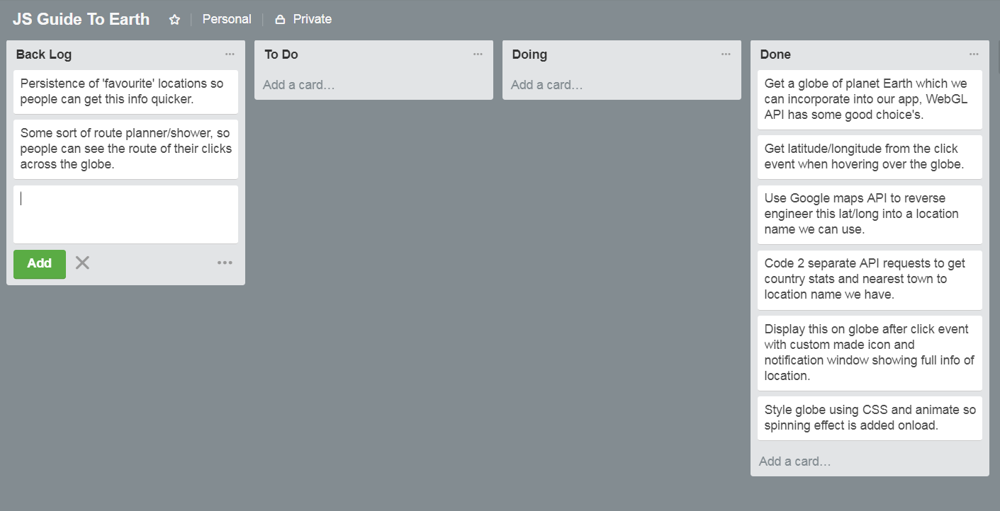 JS Guide To Earth
Personal
Private
Back Log
Persistence of 'favourite' locations so
people can get this info quicker.
Some sort of route planner/shower, so
people can see the route of their clicks
across the globe.
Add
To Do
Add a card…
Doing
Add a card…
Done
Get a globe of planet Earth which we
can incorporate into our app, WebGL
API has some good choice's.
Get latitude/longitude from the click
event when hovering over the globe.
Use Google maps API to reverse
engineer this lat/long into a location
name we can use.
Code 2 separate API requests to get
country stats and nearest town to
location name we have.
Display this on globe after click event
with custom made icon and
notification window showing full info of
location.
Style globe using CSS and animate so
spinning effect is added onload.
Add a card…